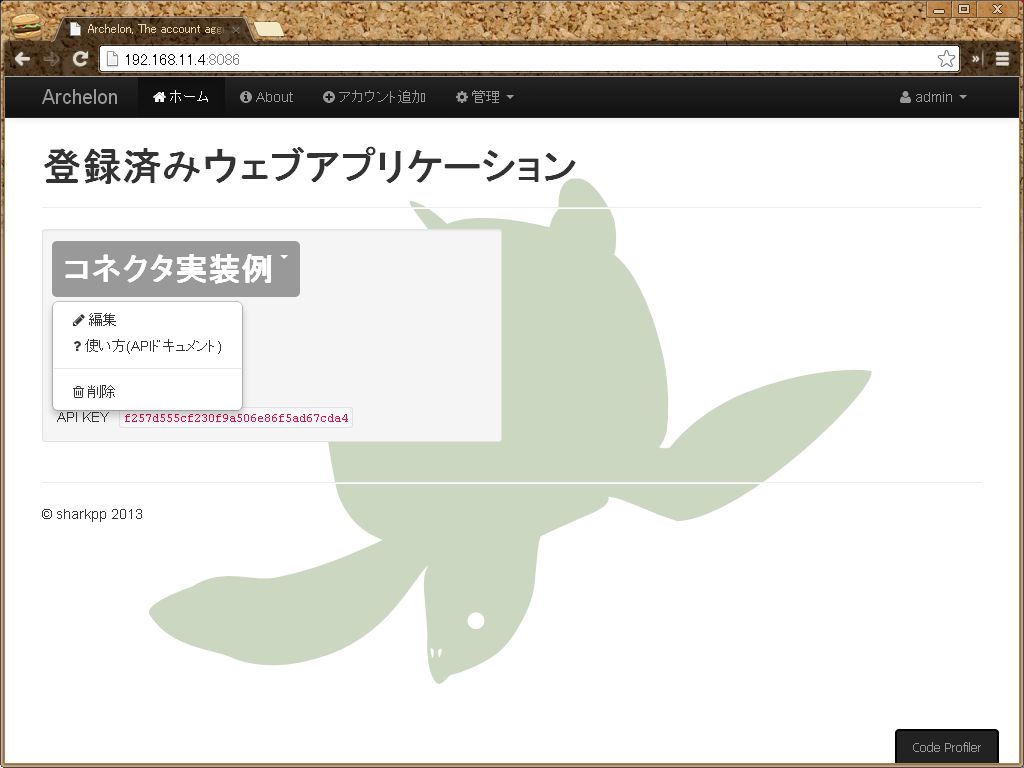 Archelon, The account agg
192.168.11.4:8086
Archelon ホーム About アカウント追加 管理 admin
登録済みウェブアプリケーション
コネクタ実装例
編集
? 使い方(APIドキュメント)
削除
API KEY f257d555cf230f9a506e86f5ad67cda4
© sharkpp 2013
Code Profiler